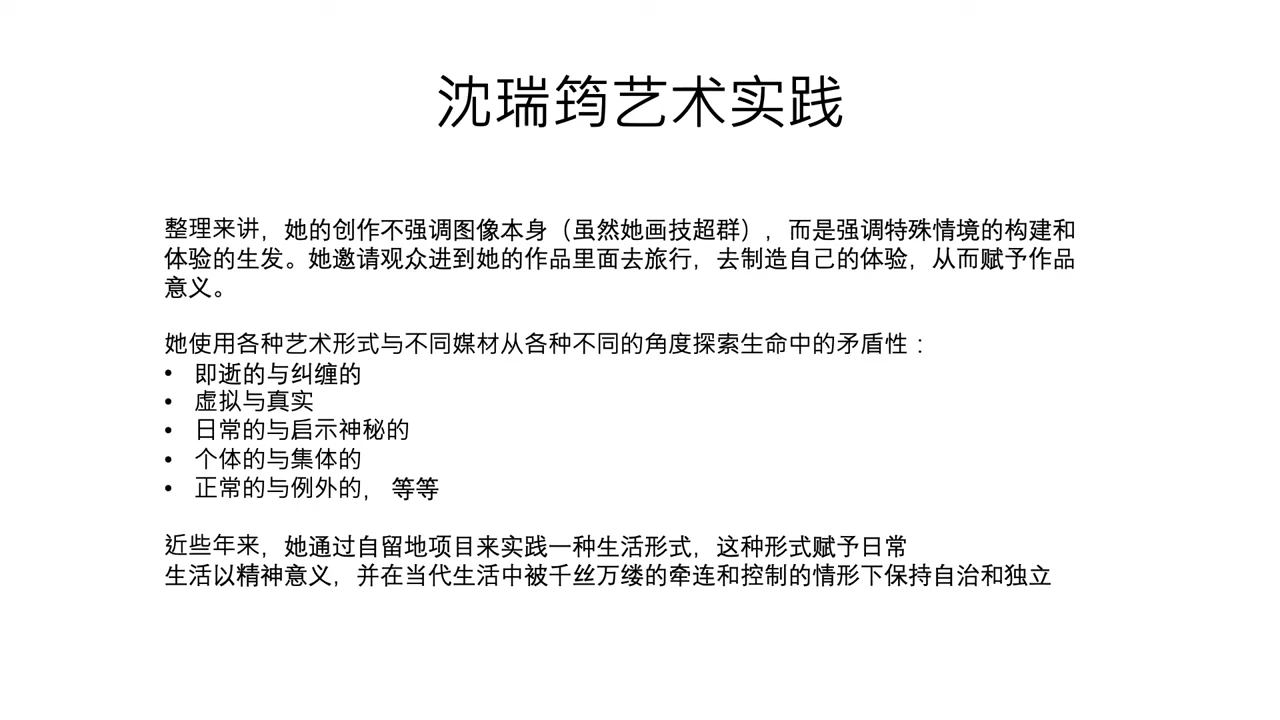 沈瑞筠艺术实践
整理来讲，她的创作不强调图像本身（虽然她画技超群），而是强调特殊情境的构建和
体验的生发。她邀请观众进到她的作品里面去旅行，去制造自己的体验，从而赋予作品
意义。
她使用各种艺术形式与不同媒材从各种不同的角度探索生命中的矛盾性：
• 即逝的与纠缠的
• 虚拟与真实
• 日常的与启示神秘的
• 个体的与集体的
• 正常的与例外的， 等等
近些年来，她通过自留地项目来实践一种生活形式，这种形式赋予日常
生活以精神意义，并在当代生活中被千丝万缕的牵连和控制的情形下保持自治和独立